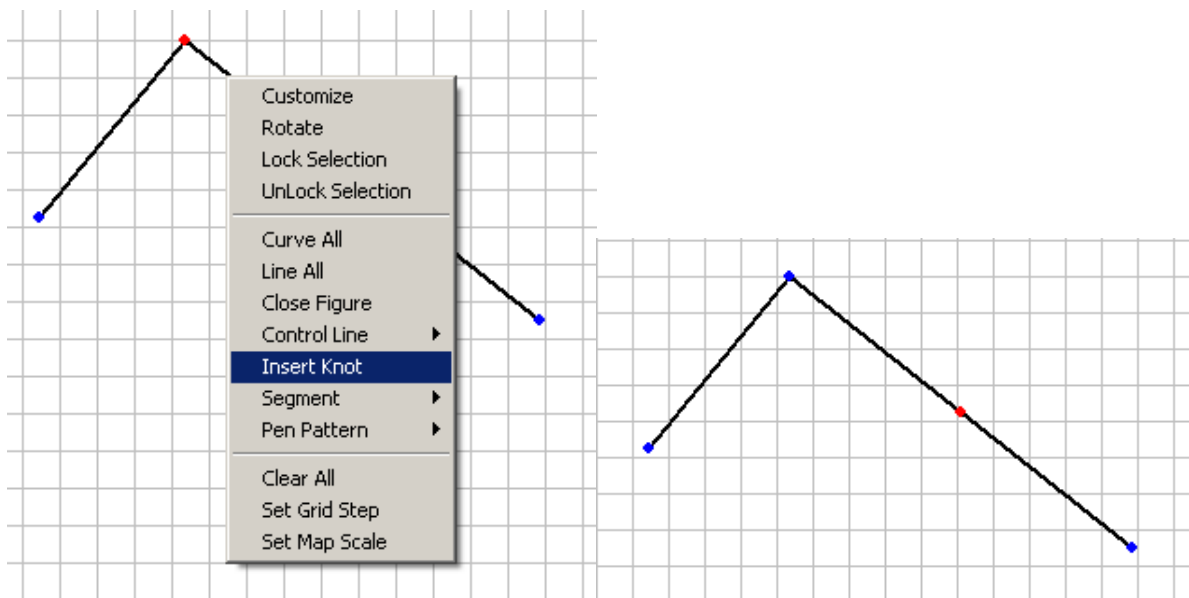 Customize
Rotate
Lock Selection
UnLock Selection
Curve All
Line All
Close Figure
Control Line
Insert Knot
Segment
Pen Pattern
Clear All
Set Grid Step
Set Map Scale